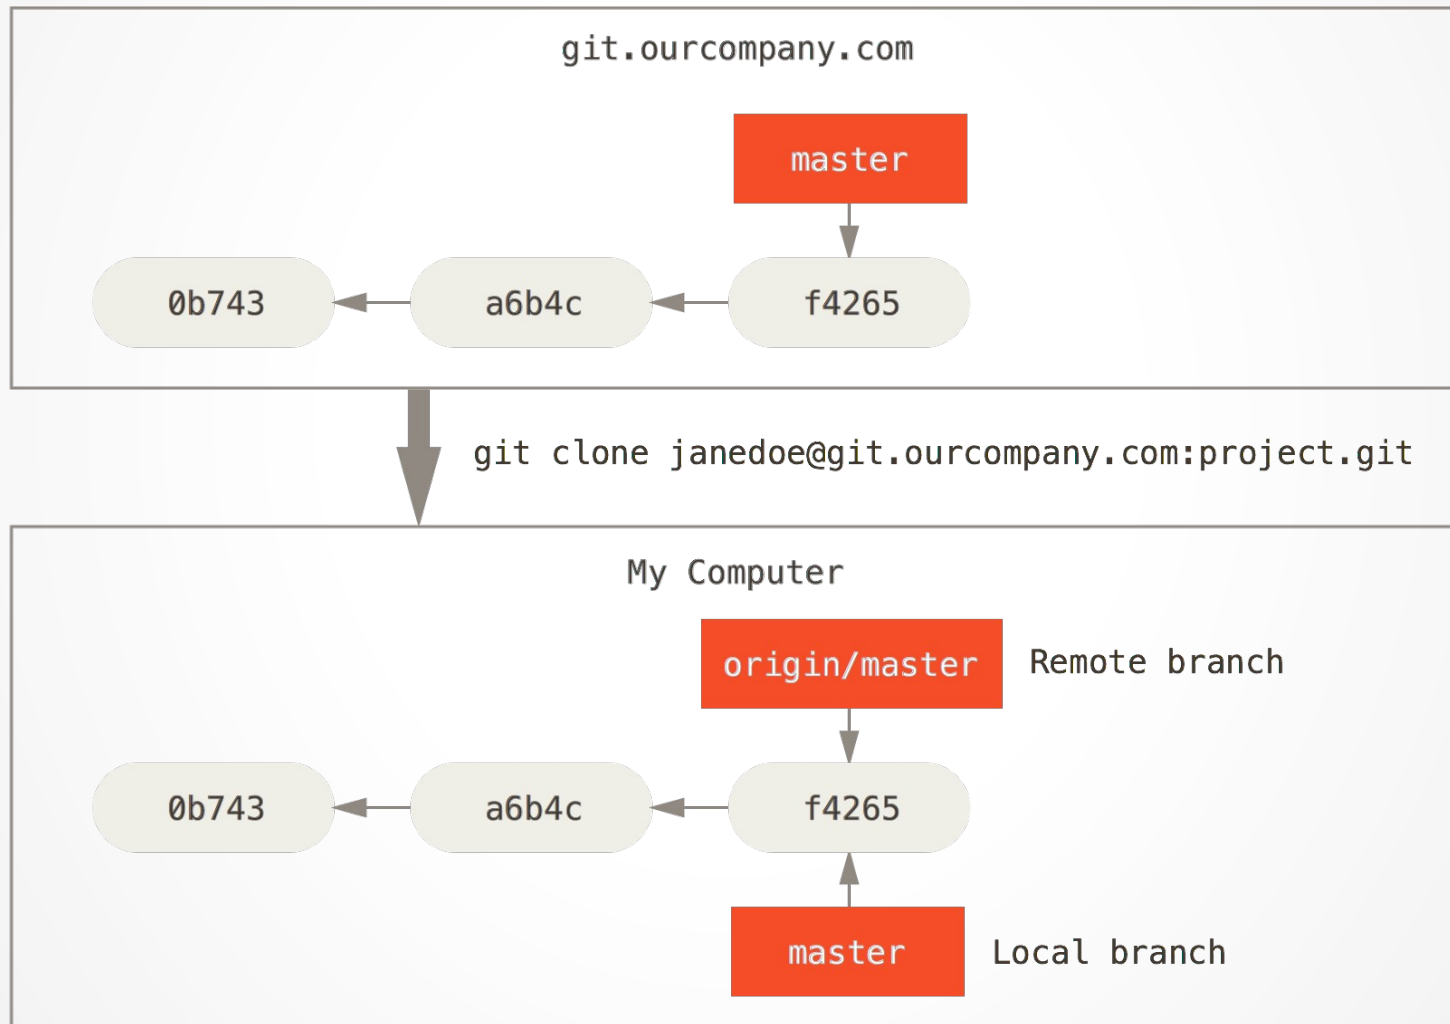 git.ourcompany.com
master
0b743 a6b4c f4265
git clone janedoe@git.ourcompany.com:project.git
My Computer
origin/master Remote branch
0b743 a6b4c f4265
master Local branch